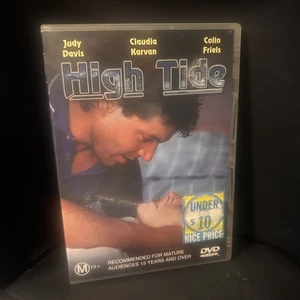 Judy
Davis
Claudia
Karvan
Colin
Friels
High Tide
UNDER
$10
NICE PRICE
M 15+
RECOMMENDED FOR MATURE
AUDIENCES 15 YEARS AND OVER
DVD